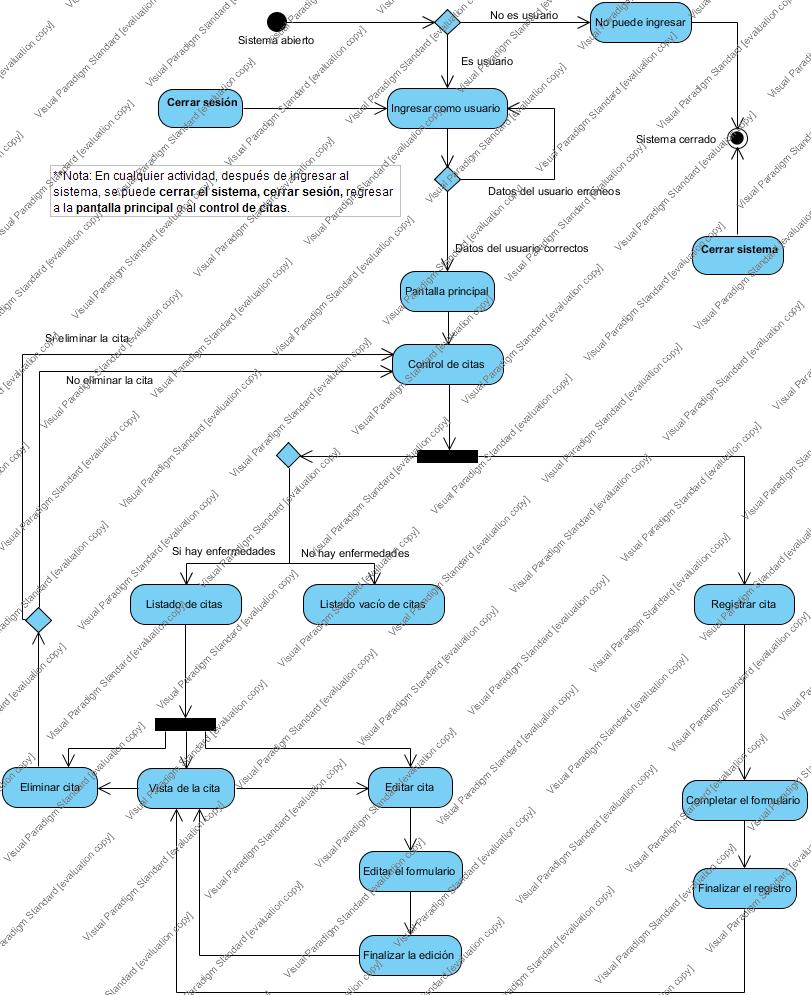 No es usuario
No puede ingresar
Sistema abierto
Es usuario
Cerrar sesión
Ingresar como usuario
Sistema cerrado
**Nota: En cualquier actividad, después de ingresar al
sistema, se puede cerrar el sistema, cerrar sesión, regresar
a la pantalla principal o al control de citas.
Datos del usuario erróneos
Datos del usuario correctos
Cerrar sistema
Pantalla principal
Si eliminar la cita
Control de citas
No eliminar la cita
Si hay enfermedades
No hay enfermedades
Listado de citas
Listado vacío de citas
Registrar cita
Eliminar cita
Vista de la cita
Editar cita
Completar el formulario
Editar el formulario
Finalizar el registro
Finalizar la edición
Visual Paradigm Standard [evaluation copy]